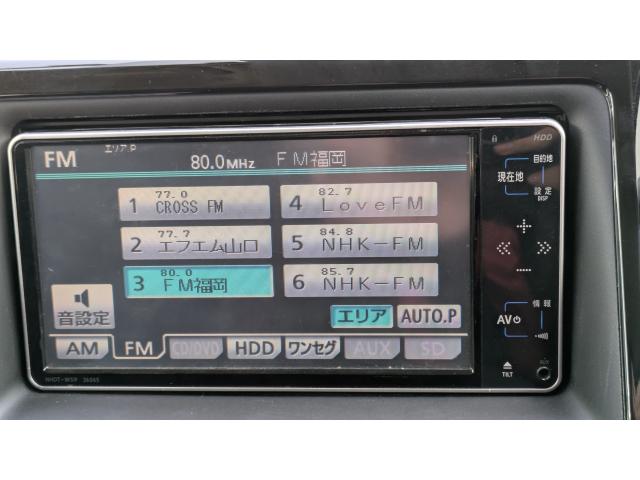 FM エリア.P 80.0MHz ＦＭ福岡
1 77.0 CROSS FM
4 82.7 ＬｏｖｅＦＭ
2 77.7 エフエム山口
5 84.8 ＮＨＫ－ＦＭ
3 80.0 ＦＭ福岡
6 85.7 ＮＨＫ－ＦＭ
音設定
エリア AUTO.P
AM FM CD/DVD HDD ワンセグ AUX SD
NHDT-W59
HDD
目的地
現在地
設定
DISP
情報
AV
TILT
AUX